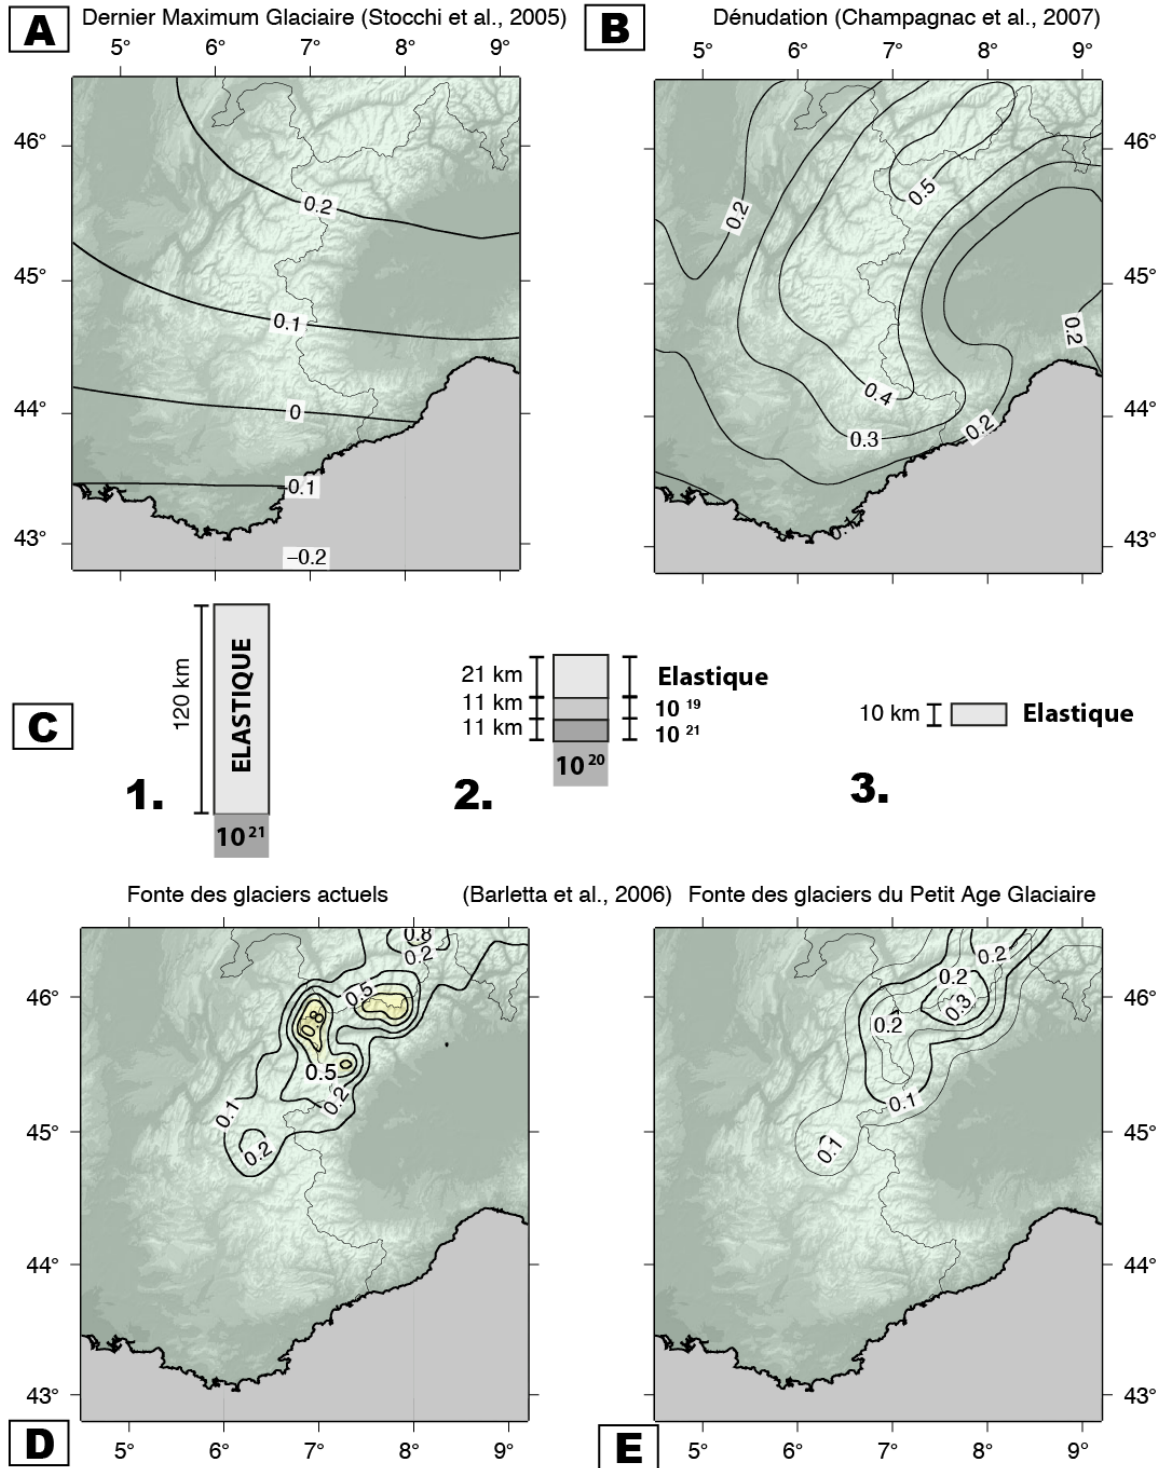 A
Dernier Maximum Glaciaire (Stocchi et al., 2005)
5° 6° 7° 8° 9°
46°
45°
44°
43°
0.2
0.1
0
0.1
−0.2
B
Dénudation (Champagnac et al., 2007)
5° 6° 7° 8° 9°
46°
45°
44°
43°
0.2
0.5
0.2
0.4
0.3
0.2
C
120 km
ELASTIQUE
10 21
1.
21 km
11 km
11 km
Elastique
10 19
10 21
10 20
2.
10 km
Elastique
3.
Fonte des glaciers actuels
(Barletta et al., 2006)
Fonte des glaciers du Petit Age Glaciaire
46°
45°
44°
43°
0.8
0.2
0.5
0.8
0.5
0.2
0.1
0.2
D
5° 6° 7° 8° 9°
0.2
0.2
0.3
0.2
0.1
0.1
46°
45°
44°
43°
E
5° 6° 7° 8° 9°